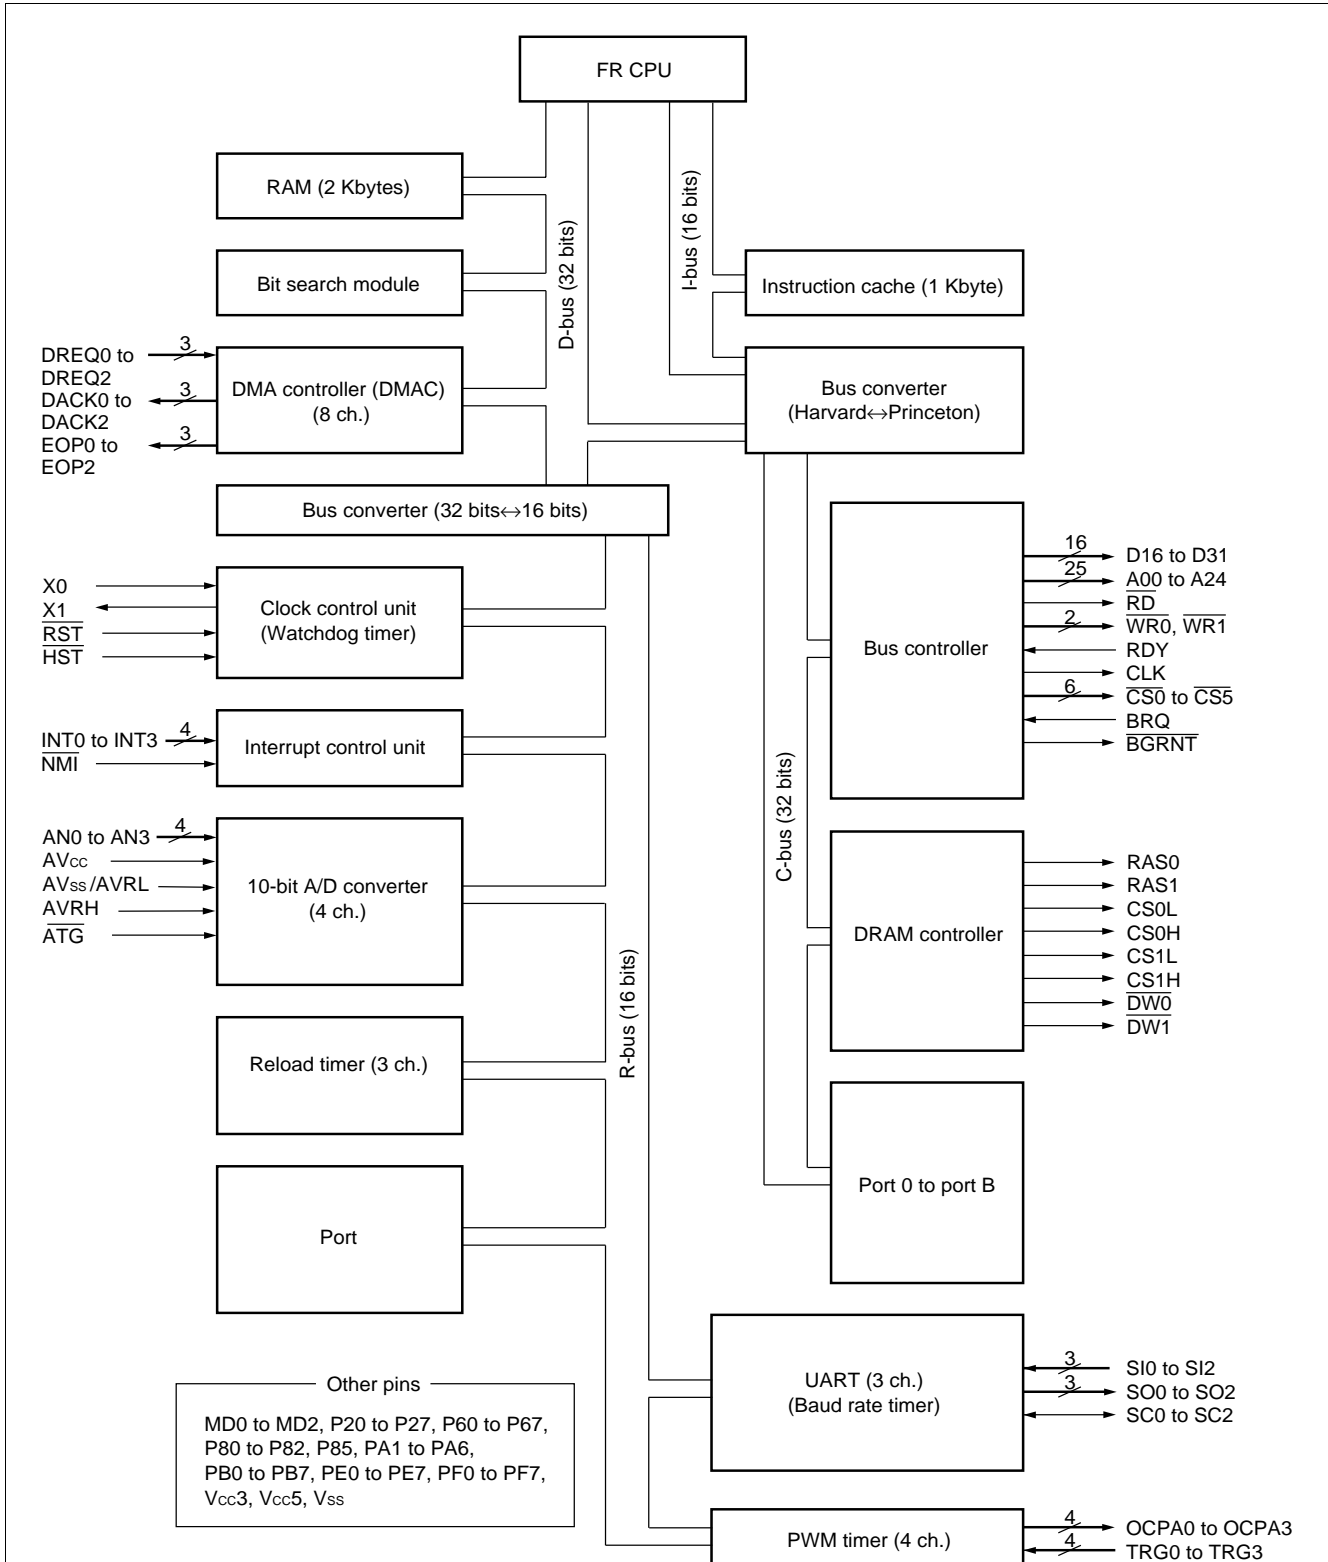 FR CPU
RAM (2 Kbytes)
Bit search module
D-bus (32 bits)
I-bus (16 bits)
Instruction cache (1 Kbyte)
DREQ0 to
DREQ2
DACK0 to
DACK2
EOP0 to
EOP2
3
3
3
DMA controller (DMAC)
(8 ch.)
Bus converter
(Harvard↔Princeton)
Bus converter (32 bits↔16 bits)
X0
X1
RST
HST
Clock control unit
(Watchdog timer)
INT0 to INT3
4
NMI
Interrupt control unit
AN0 to AN3
4
AVcc
AVss/AVRL
AVRH
ATG
10-bit A/D converter
(4 ch.)
Reload timer (3 ch.)
Port
R-bus (16 bits)
C-bus (32 bits)
Bus controller
16
D16 to D31
25
A00 to A24
RD
2
WR0, WR1
RDY
CLK
6
CS0 to CS5
BRQ
BGRNT
DRAM controller
RAS0
RAS1
CS0L
CS0H
CS1L
CS1H
DW0
DW1
Port 0 to port B
UART (3 ch.)
(Baud rate timer)
3
SI0 to SI2
3
SO0 to SO2
SC0 to SC2
PWM timer (4 ch.)
4
OCPA0 to OCPA3
4
TRG0 to TRG3
Other pins
MD0 to MD2, P20 to P27, P60 to P67,
P80 to P82, P85, PA1 to PA6,
PB0 to PB7, PE0 to PE7, PF0 to PF7,
Vcc3, Vcc5, Vss